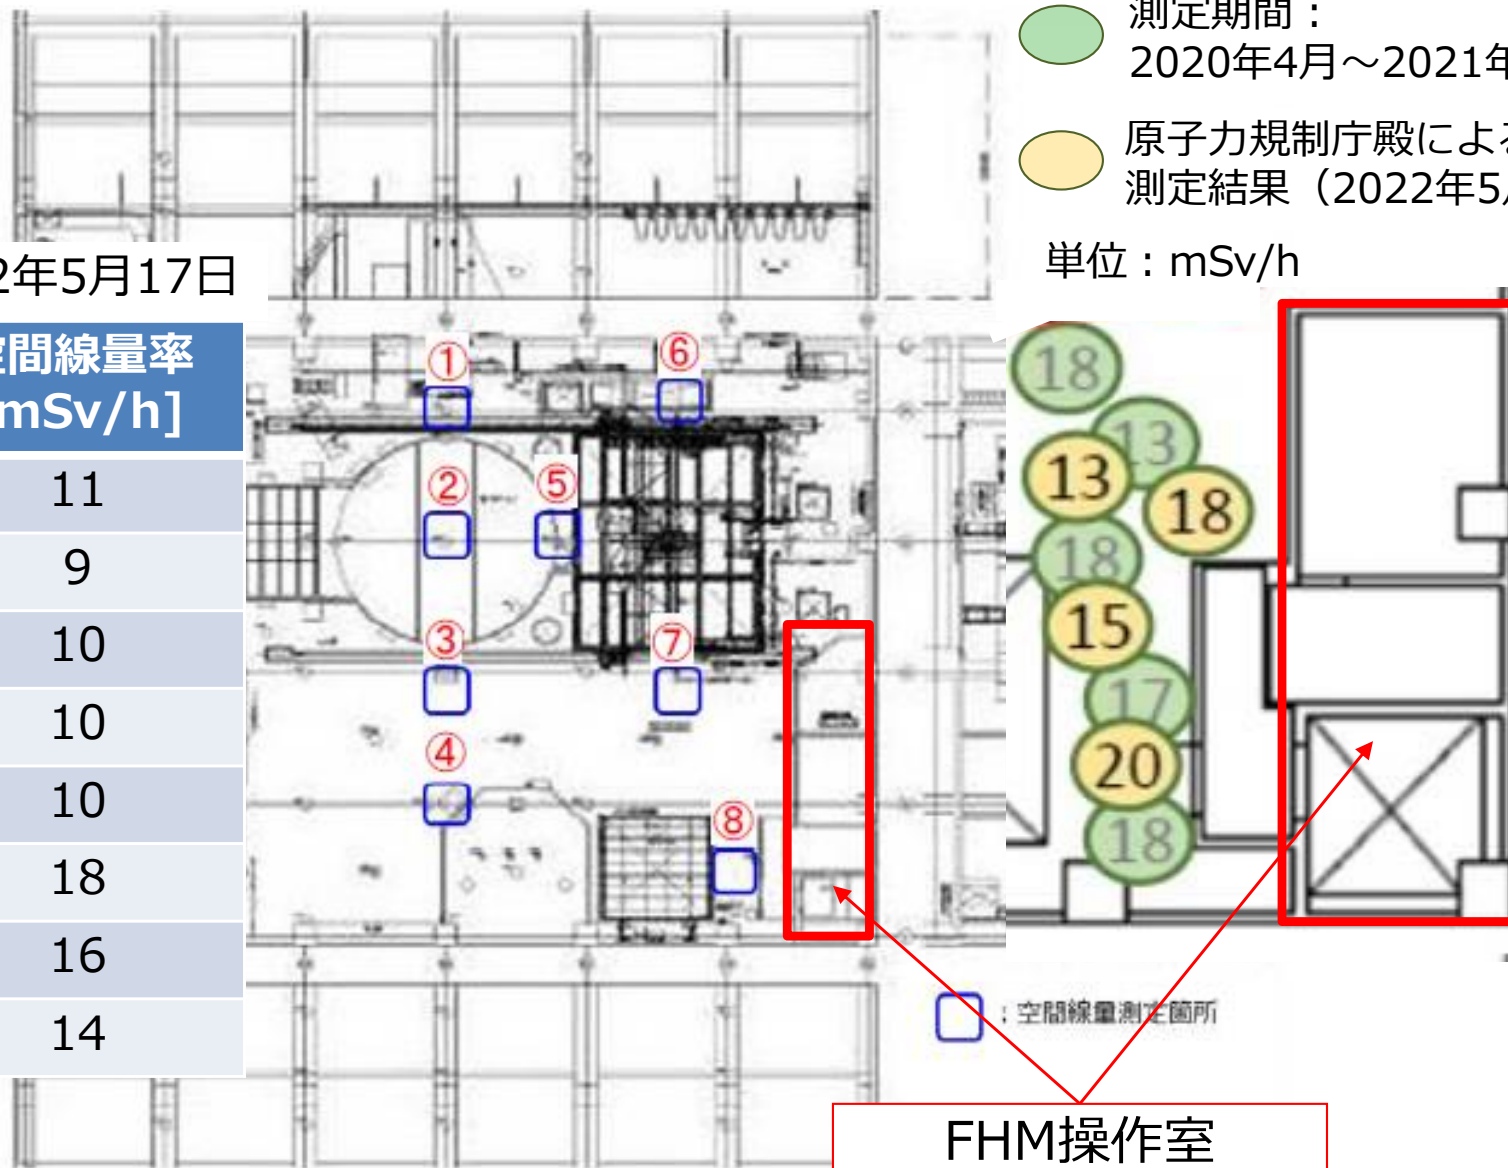 測定期間：
2020年4月～2021年
原子力規制庁殿による
測定結果（2022年5月
単位：mSv/h
2年5月17日
空間線量率
mSv/h]
11
9
10
10
10
18
16
14
①
⑥
②
⑤
③
⑦
④
⑧
18
13
13
18
18
15
17
20
18
：空間線量測定箇所
FHM操作室